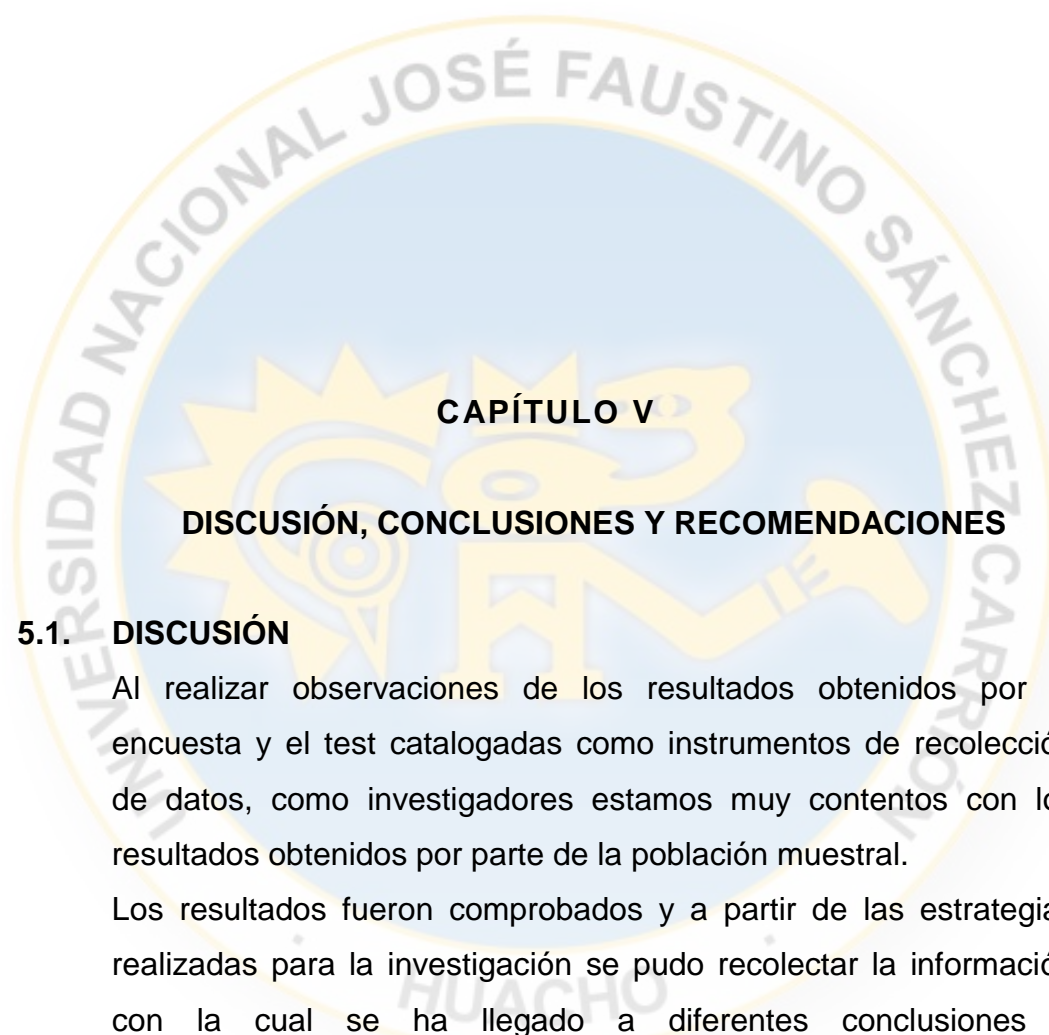 UNIVERSIDAD NACIONAL JOSÉ FAUSTINO SÁNCHEZ CARRIÓN
CAPÍTULO V
DISCUSIÓN, CONCLUSIONES Y RECOMENDACIONES
5.1. DISCUSIÓN
Al realizar observaciones de los resultados obtenidos por
encuesta y el test catalogadas como instrumentos de recolecció
de datos, como investigadores estamos muy contentos con lo
resultados obtenidos por parte de la población muestral.
Los resultados fueron comprobados y a partir de las estrategia
realizadas para la investigación se pudo recolectar la informació
con la cual se ha llegado a diferentes conclusiones
HUACHO